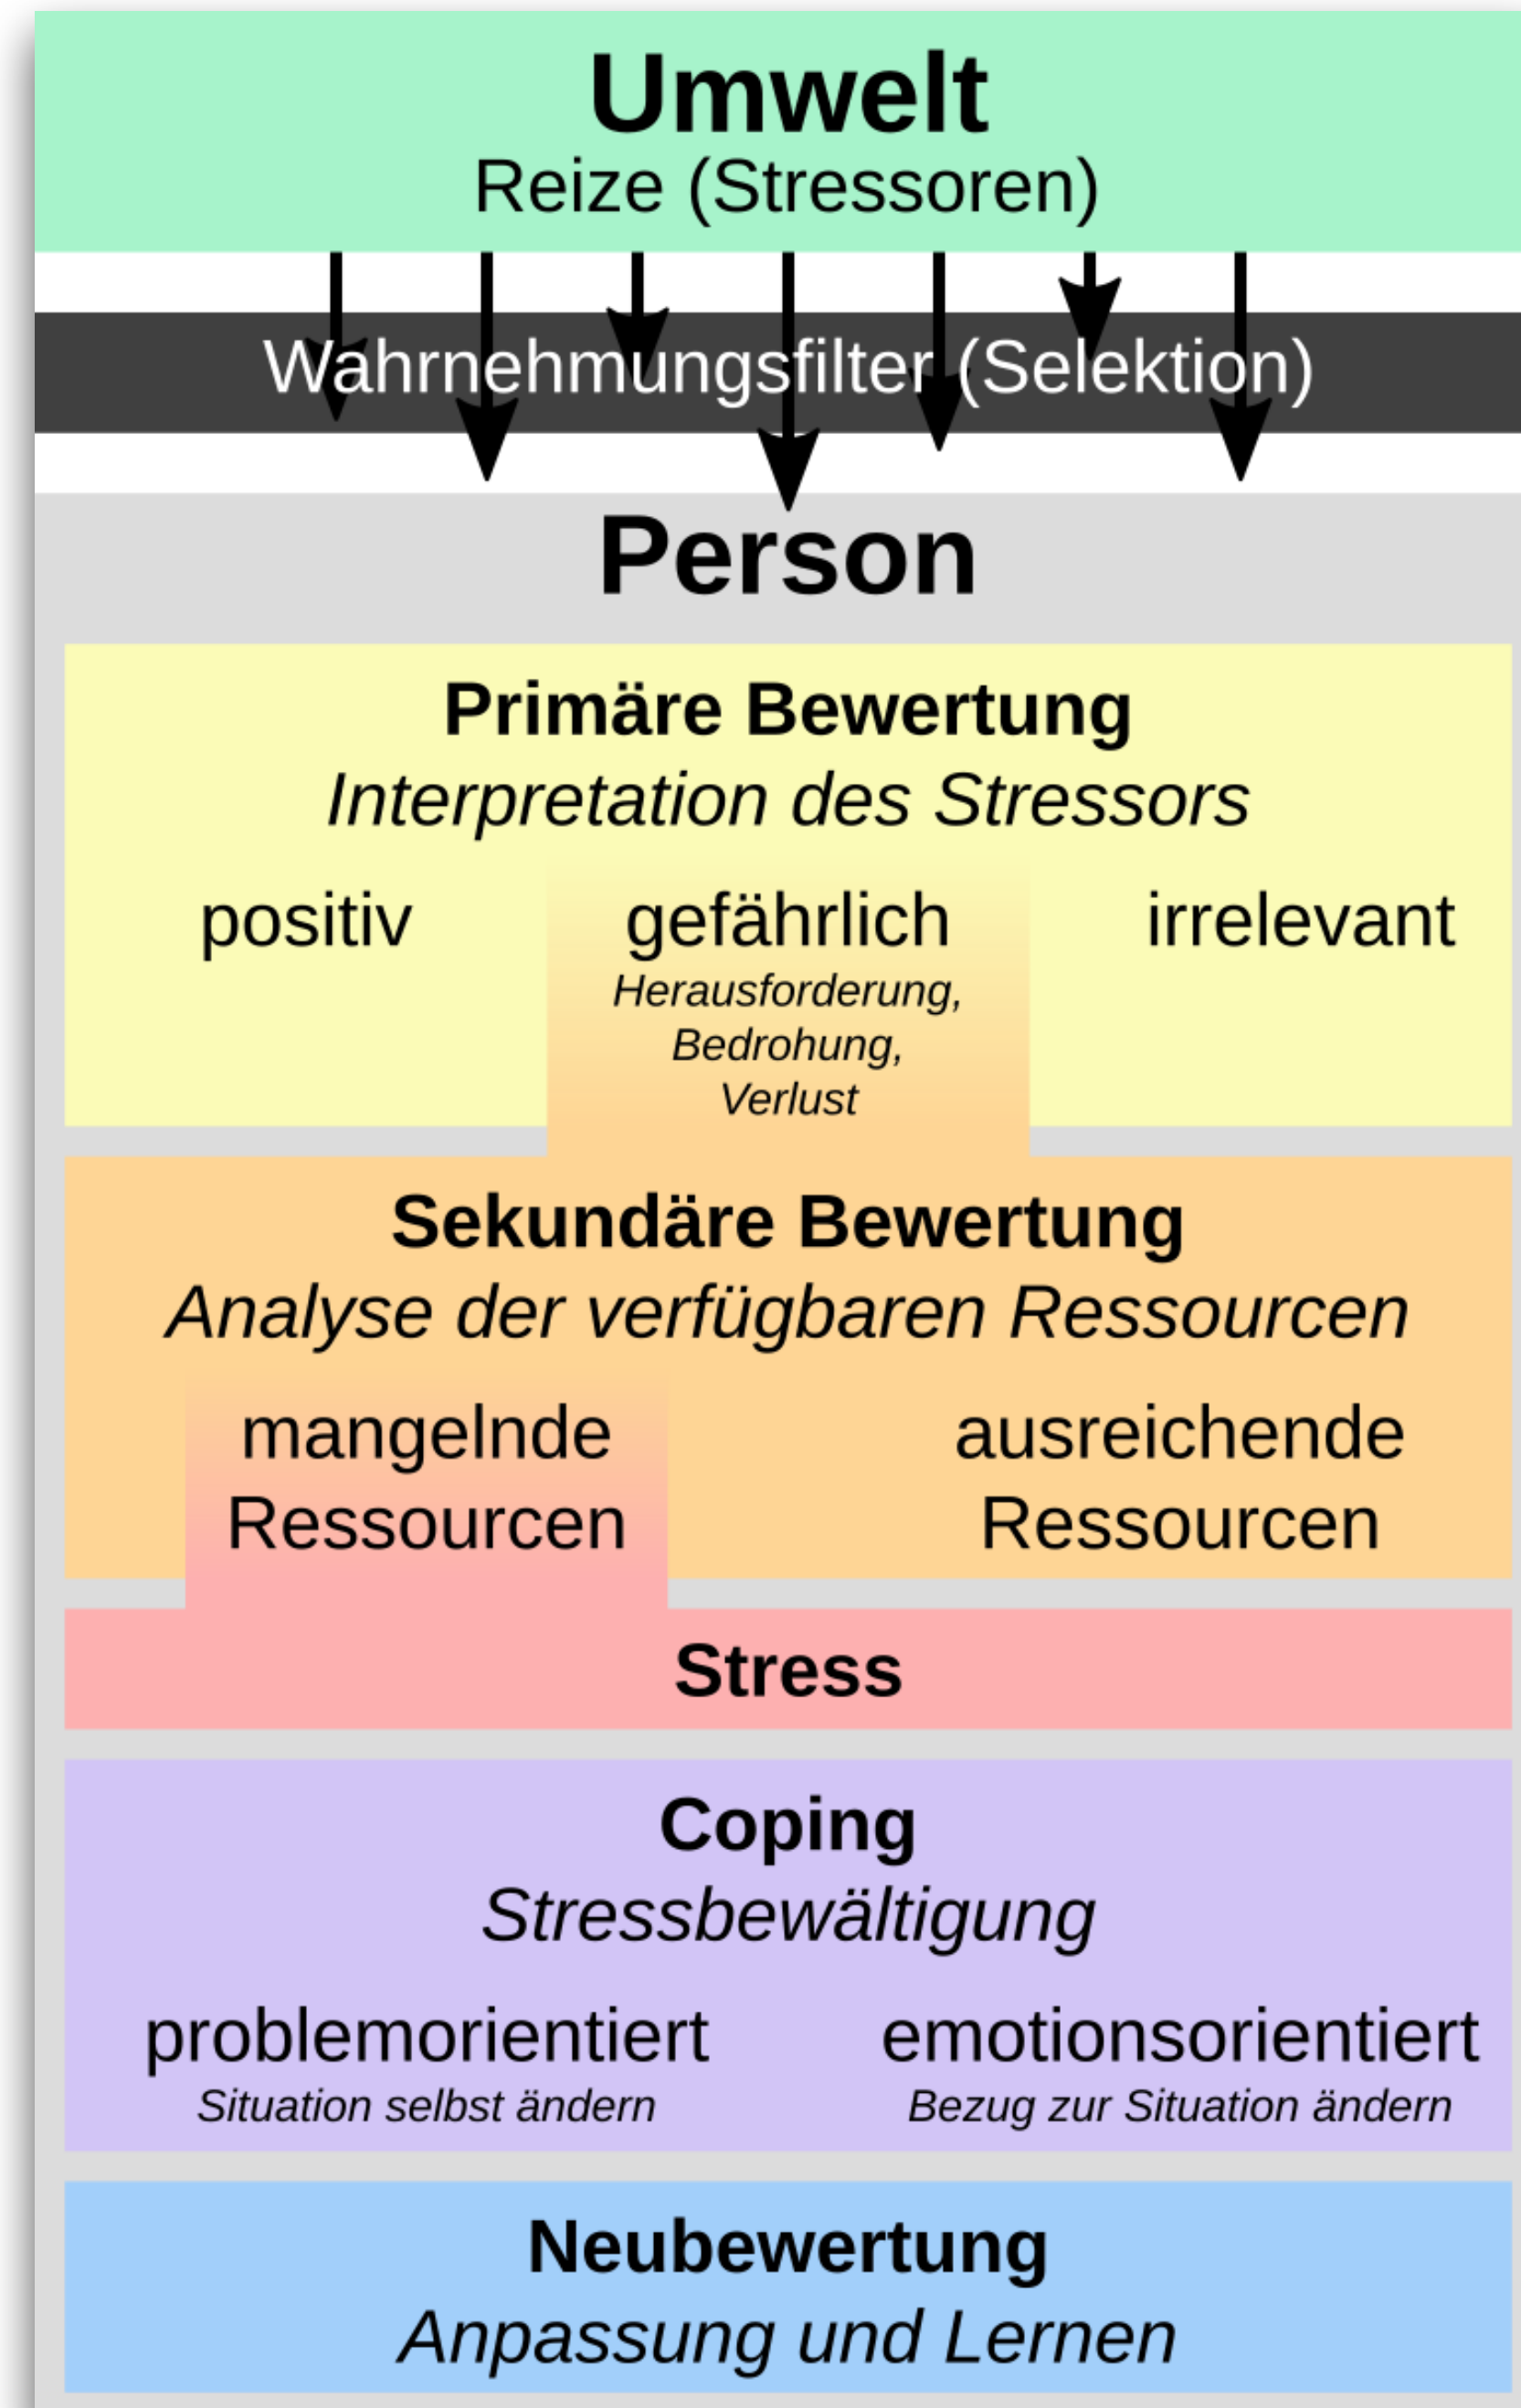 Umwelt
Reize (Stressoren)
Wahrnehmungsfilter (Selektion)
Person
Primäre Bewertung
Interpretation des Stressors
positiv gefährlich irrelevant
Herausforderung,
Bedrohung,
Verlust
Sekundäre Bewertung
Analyse der verfügbaren Ressourcen
mangelnde ausreichende
Ressourcen Ressourcen
Stress
Coping
Stressbewältigung
problemorientiert emotionsorientiert
Situation selbst ändern Bezug zur Situation ändern
Neubewertung
Anpassung und Lernen